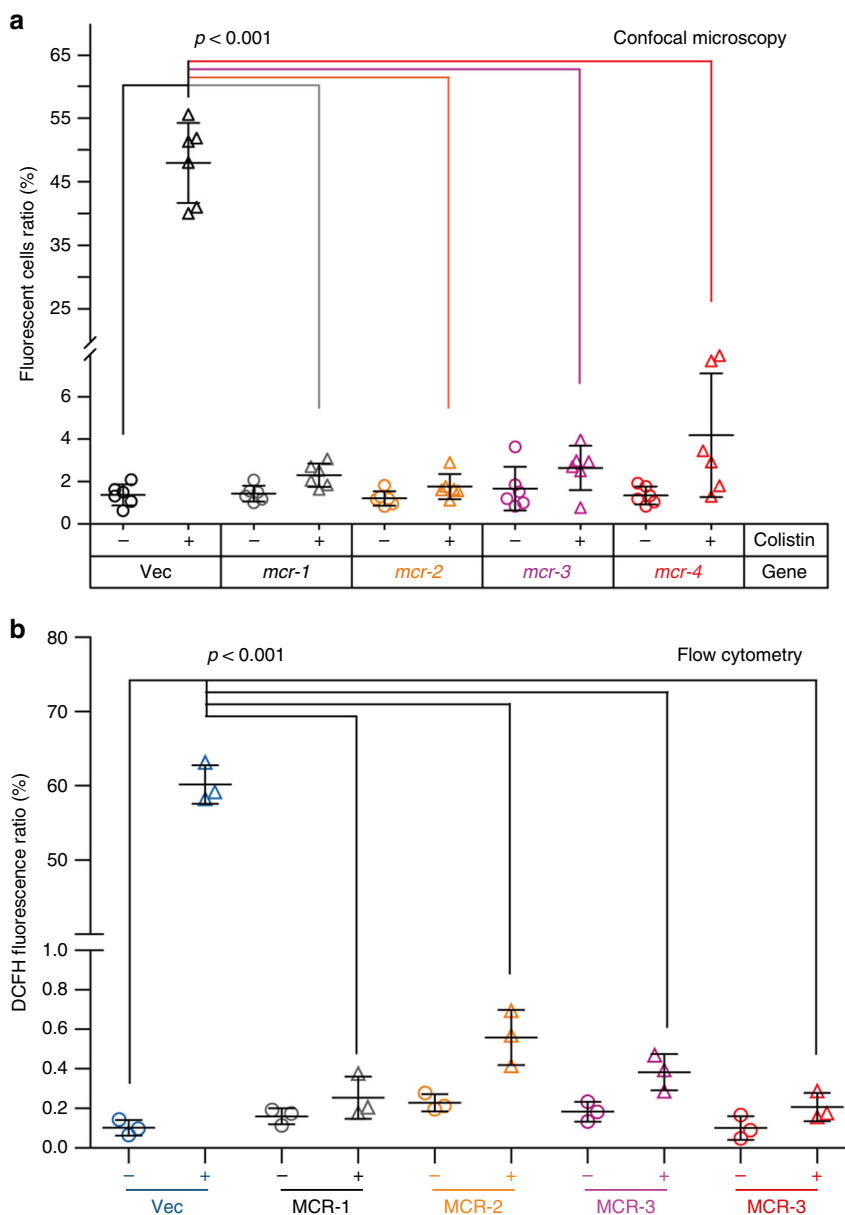 a
p < 0.001 Confocal microscopy
Fluorescent cells ratio (%)
65
55
45
35
25
6
4
2
0
− + − + − + − + − + Colistin
Vec mcr-1 mcr-2 mcr-3 mcr-4 Gene
b
p < 0.001 Flow cytometry
DCFH fluorescence ratio (%)
80
70
60
50
1.0
0.8
0.6
0.4
0.2
0.0
− + − + − + − + − +
Vec MCR-1 MCR-2 MCR-3 MCR-3